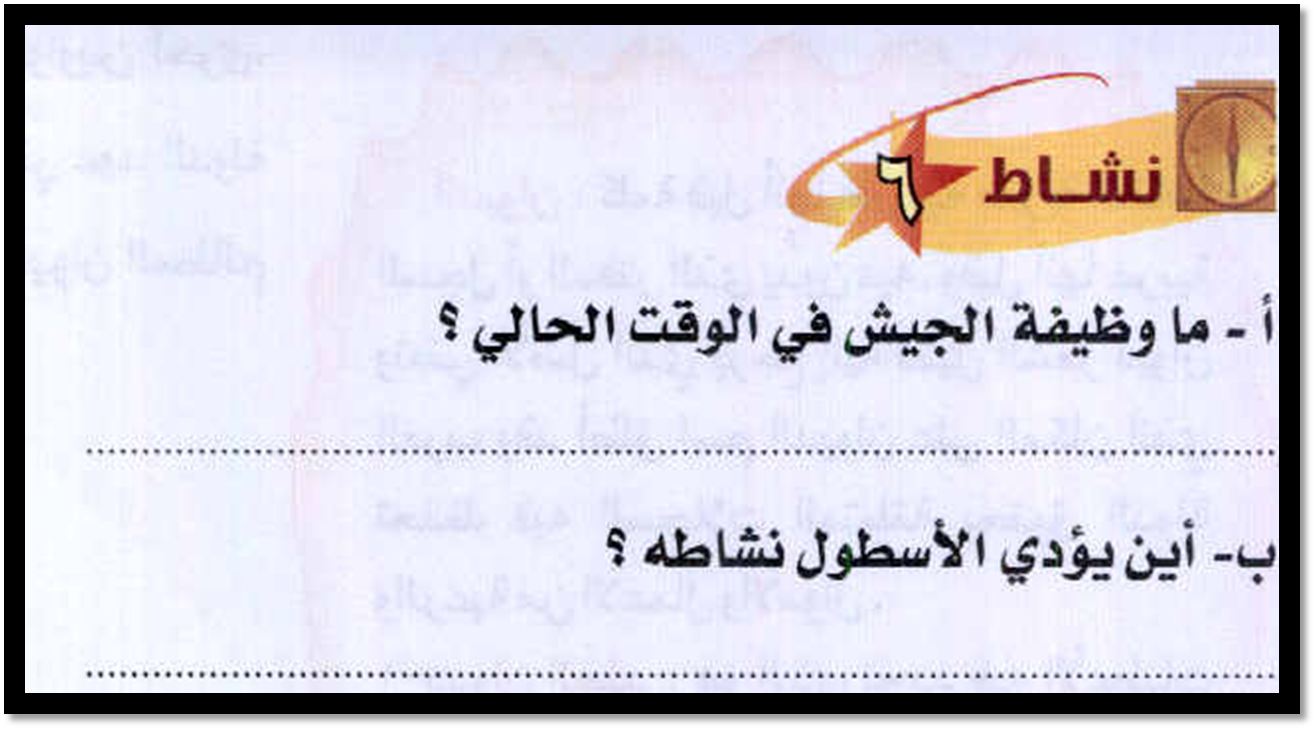 نشاط ٦
أ - ما وظيفة الجيش في الوقت الحالي ؟
ب- أين يؤدي الأسطول نشاطه ؟